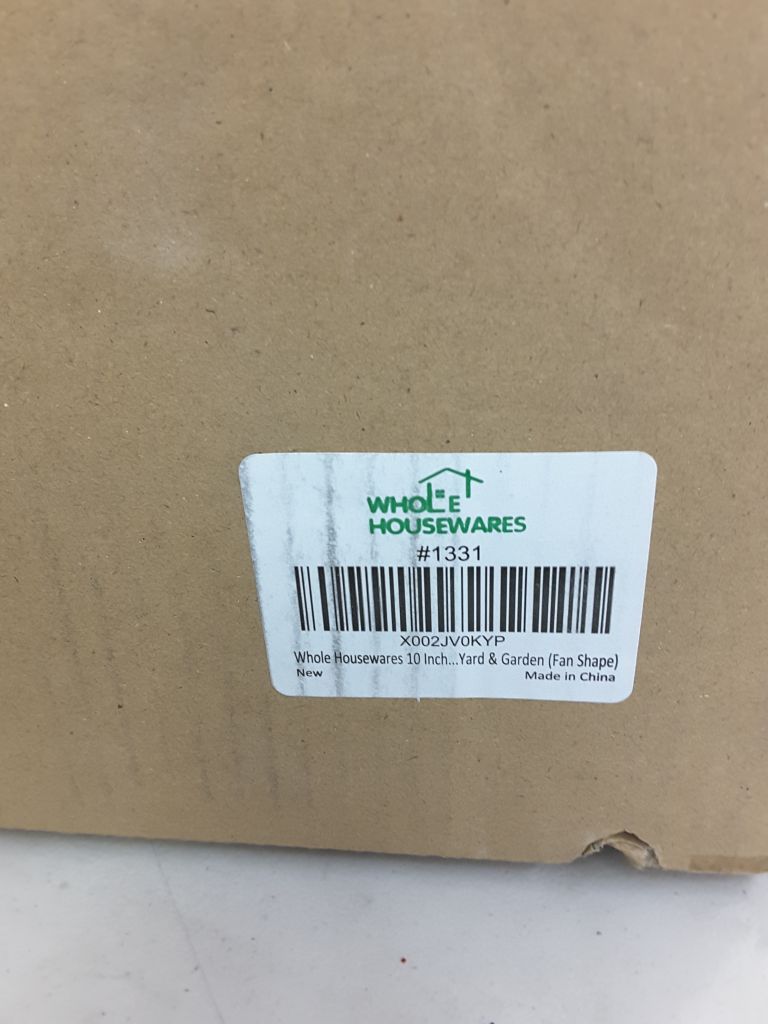 WHOLE
HOUSEWARES
#1331
X002JV0KYP
Whole Housewares 10 Inch...Yard & Garden (Fan Shape)
New
Made in China